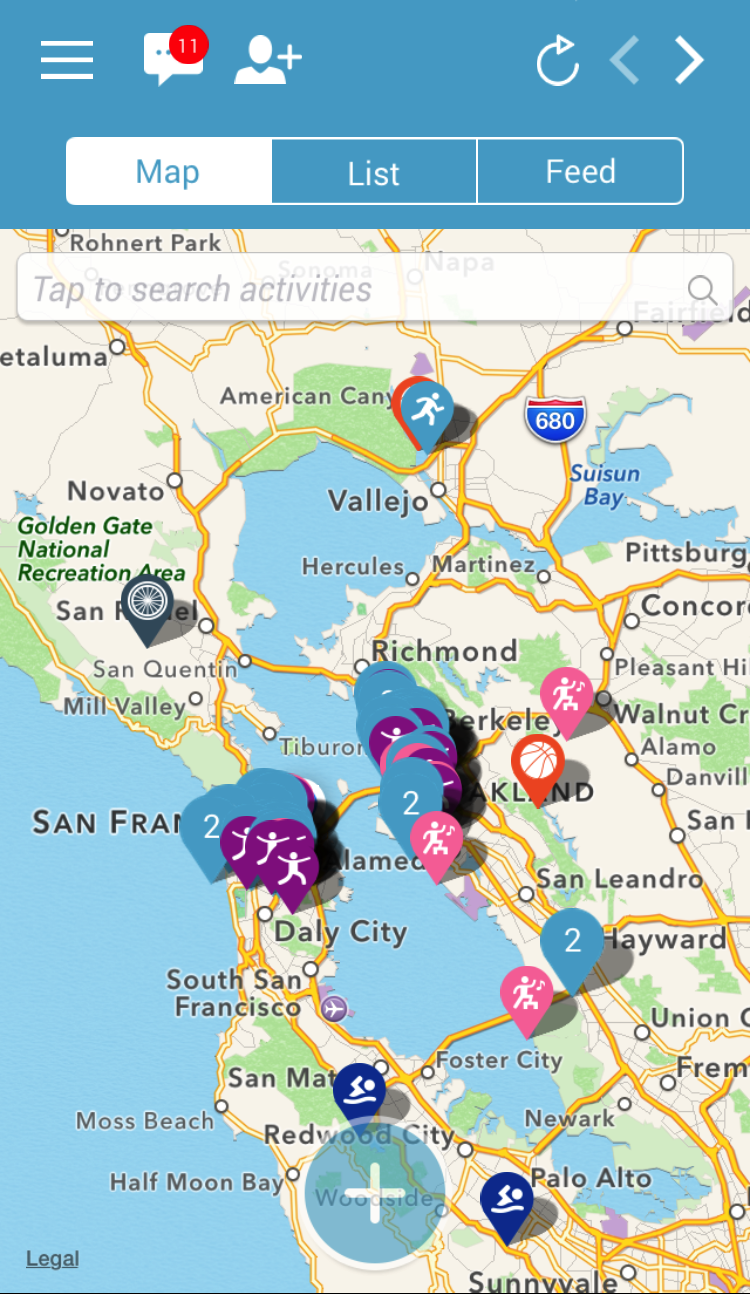 11
Map
List
Feed
Rohnert Park
Sonoma
Napa
Tap to search activities
Fairfield
etaluma
American Cany
680
Suisun
Bay
Novato
Vallejo
Golden Gate
National
Recreation Area
Hercules
Martinez
Pittsburg
San R el
Concor
Richmond
San Quentin
Pleasant Hi
Mill Valley
Berkeley
Walnut Cr
Tiburon
Alamo
Danvill
2
AKLAND
SAN FRAN
2
San
Alameda
San Leandro
Daly City
2
Hayward
South San
Francisco
Union C
Foster City
San Mat
Frem
Moss Beach
Newark
Redwood City
Half Moon Bay
Palo Alto
Woodside
Legal
Sunnyvale